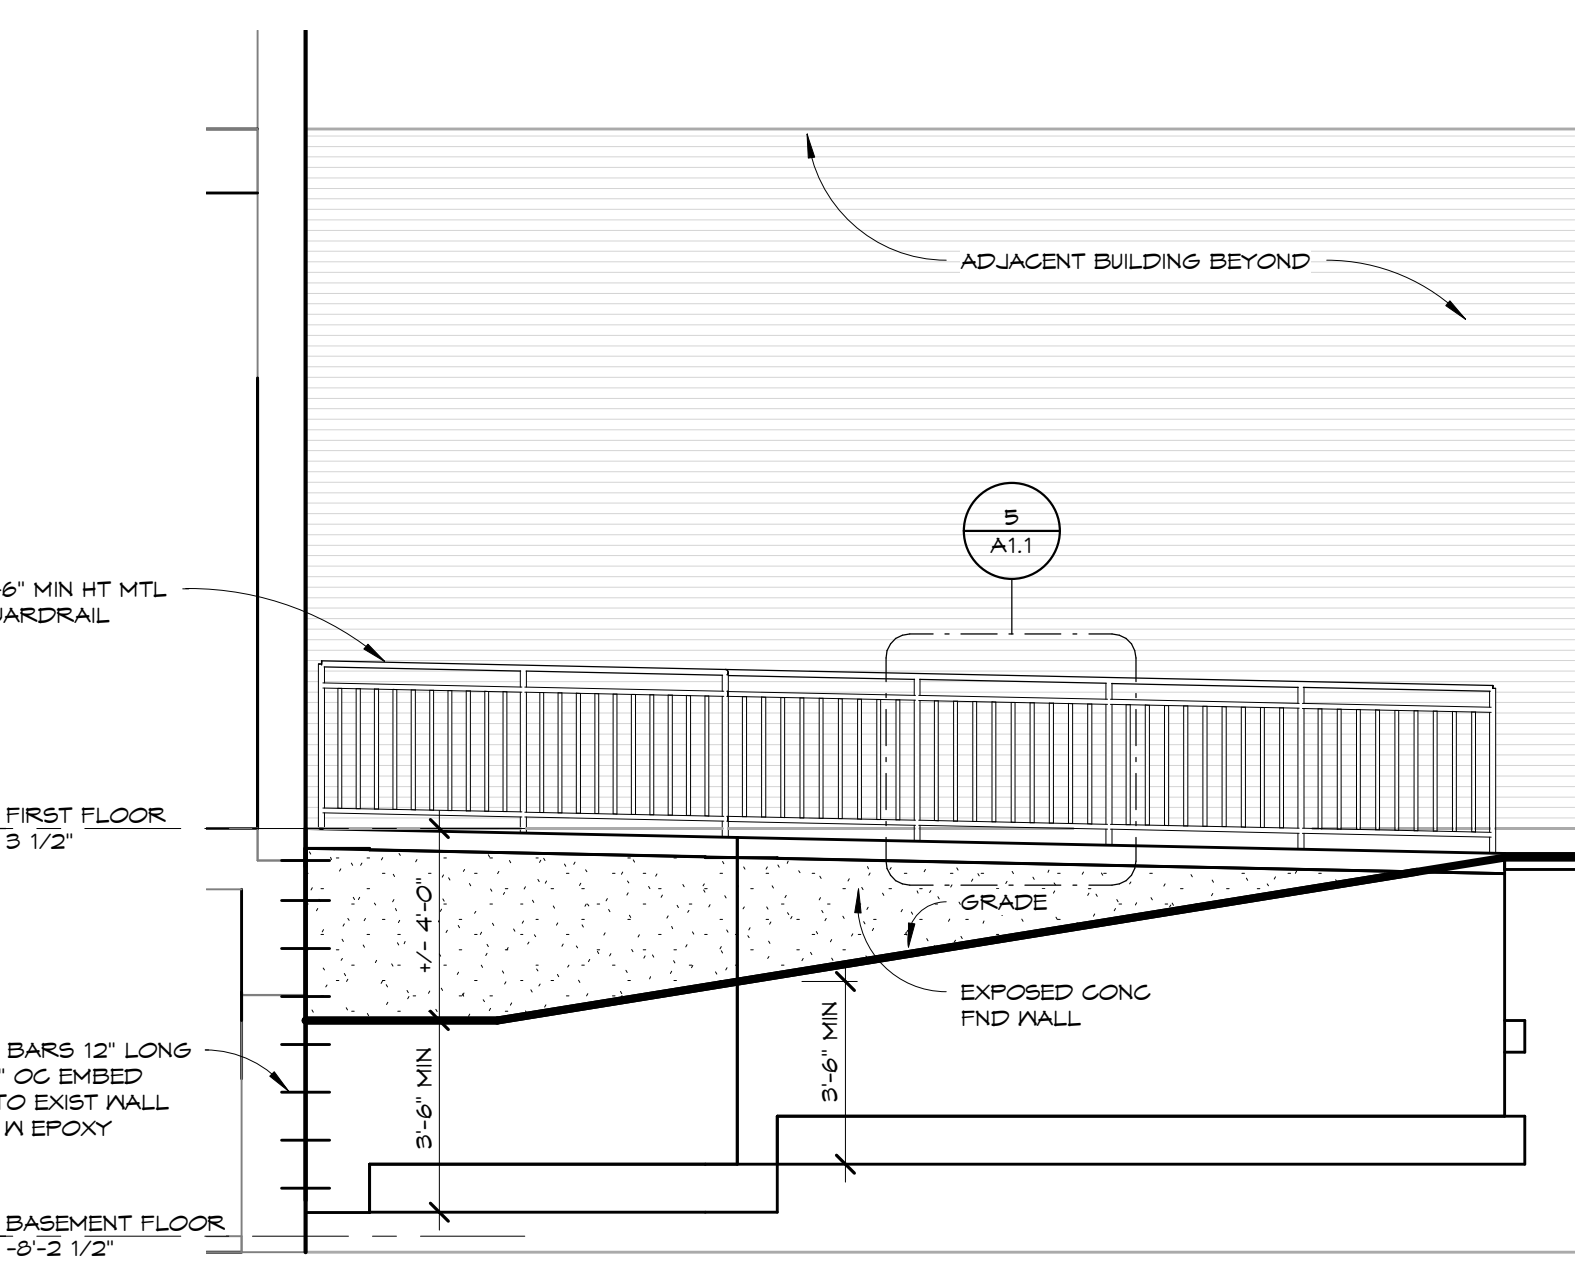 ADJACENT BUILDING BEYOND
5
A1.1
-6" MIN HT MTL
UARDRAIL
FIRST FLOOR
3 1/2"
+/- 4'-0"
GRADE
EXPOSED CONC
FND WALL
3'-6" MIN
3'-6" MIN
BARS 12" LONG
" OC EMBED
TO EXIST WALL
W EPOXY
BASEMENT FLOOR
-8'-2 1/2"